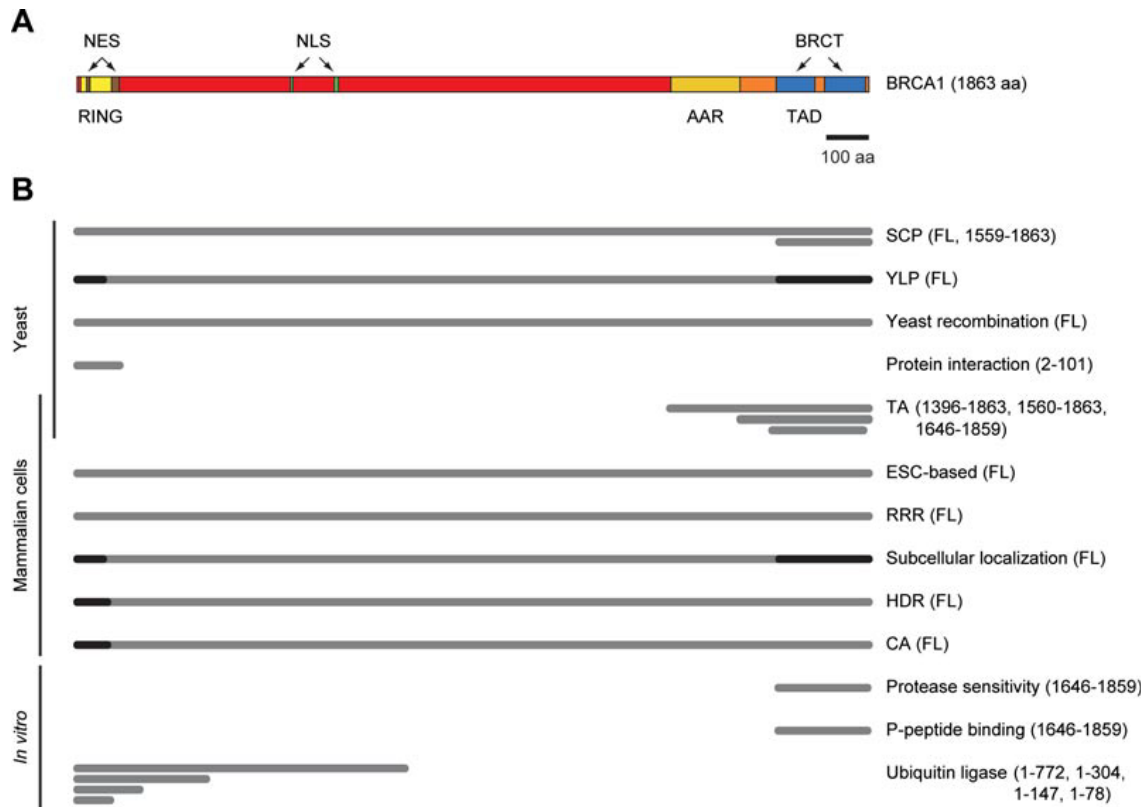 A
NES
NLS
BRCT
BRCA1 (1863 aa)
RING
AAR
TAD
100 aa
B
Yeast
SCP (FL, 1559-1863)
YLP (FL)
Yeast recombination (FL)
Protein interaction (2-101)
TA (1396-1863, 1560-1863,
1646-1859)
Mammalian cells
ESC-based (FL)
RRR (FL)
Subcellular localization (FL)
HDR (FL)
CA (FL)
In vitro
Protease sensitivity (1646-1859)
P-peptide binding (1646-1859)
Ubiquitin ligase (1-772, 1-304,
1-147, 1-78)